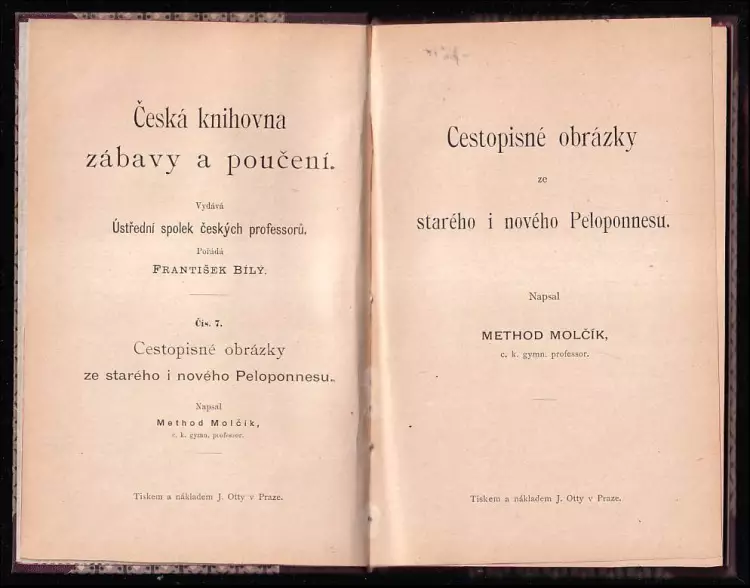 Česká knihovna
zábavy a poučení.
Vydává
Ústřední spolek českých professorů.
Pořádá
FRANTIŠEK BÍLÝ.
Čís. 7.
Cestopisné obrázky
ze starého i nového Peloponnesu.
Napsal
Method Molčík,
c. k. gymn. professor.
Tiskem a nákladem J. Otty v Praze.
Cestopisné obrázky
ze
starého i nového Peloponnesu.
Napsal
METHOD MOLČÍK,
c. k. gymn. professor.
Tiskem a nákladem J. Otty v Praze.